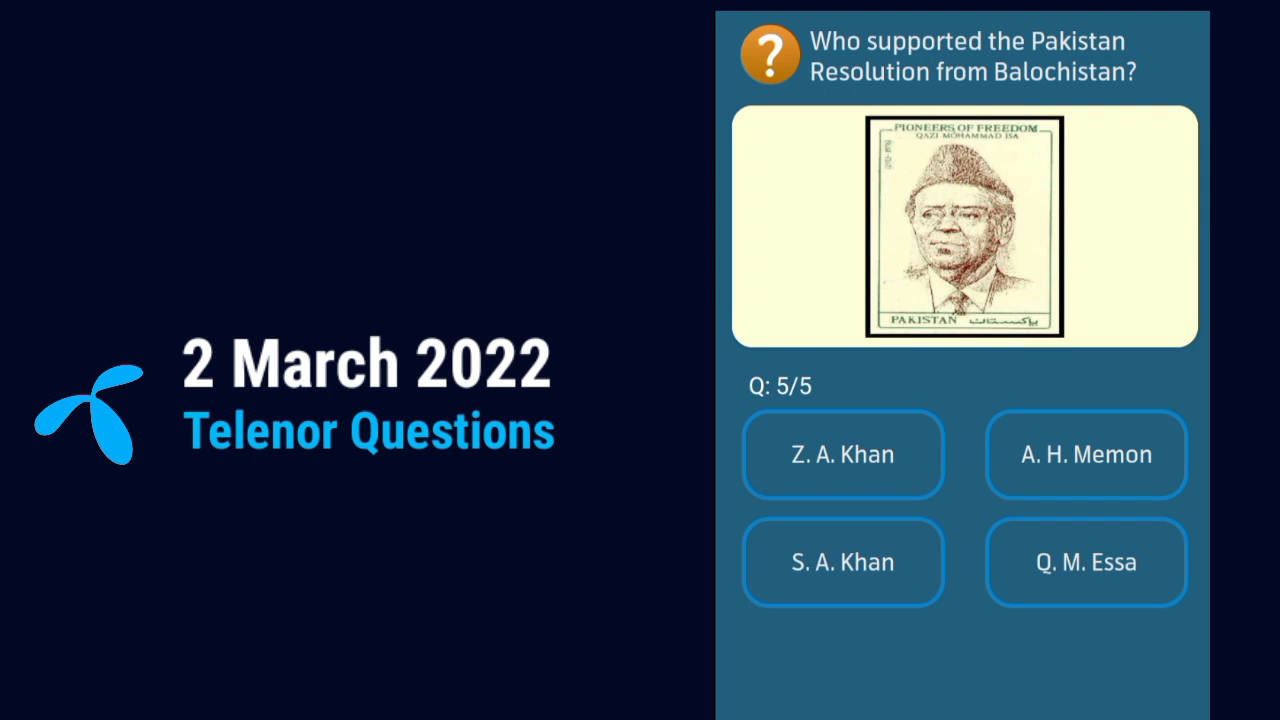 2 March 2022
Telenor Questions
?
Who supported the Pakistan
Resolution from Balochistan?
PIONEERS OF FREEDOM
QAZI MOHAMMAD ISA
PAKISTAN پاکستان
Q: 5/5
Z. A. Khan
A. H. Memon
S. A. Khan
Q. M. Essa